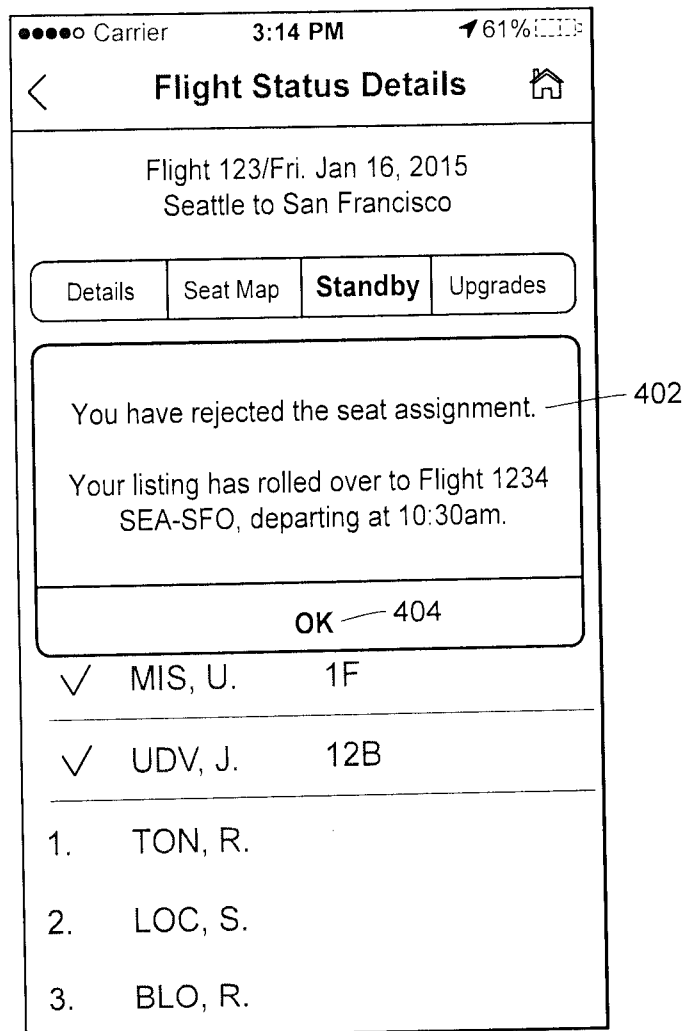 Carrier 3:14 PM 61%
Flight Status Details
Flight 123/Fri. Jan 16, 2015
Seattle to San Francisco
Details Seat Map Standby Upgrades
You have rejected the seat assignment. 402
Your listing has rolled over to Flight 1234
SEA-SFO, departing at 10:30am.
OK 404
MIS, U. 1F
UDV, J. 12B
1. TON, R.
2. LOC, S.
3. BLO, R.